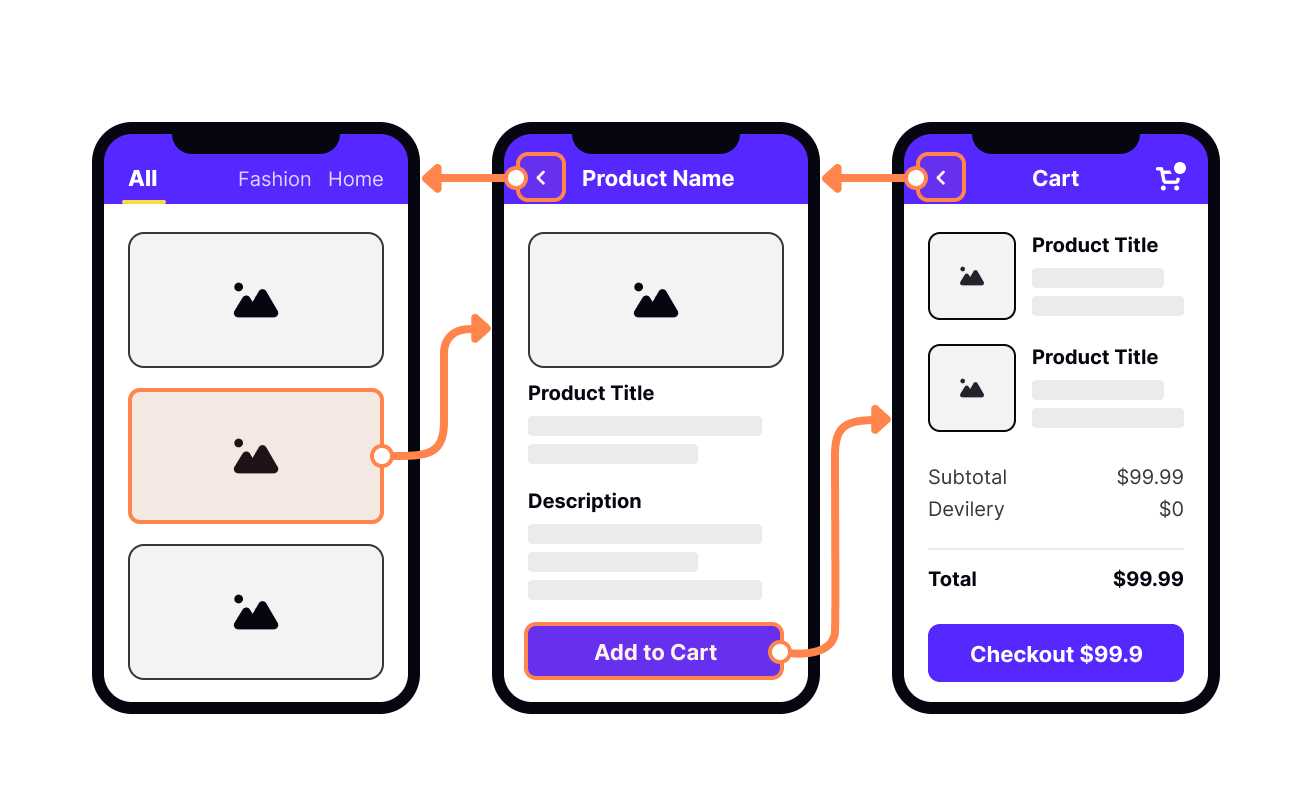 All Fashion Home
Product Name
Product Title
Description
Add to Cart
Cart
Product Title
Product Title
Subtotal $99.99
Devilery $0
Total $99.99
Checkout $99.9